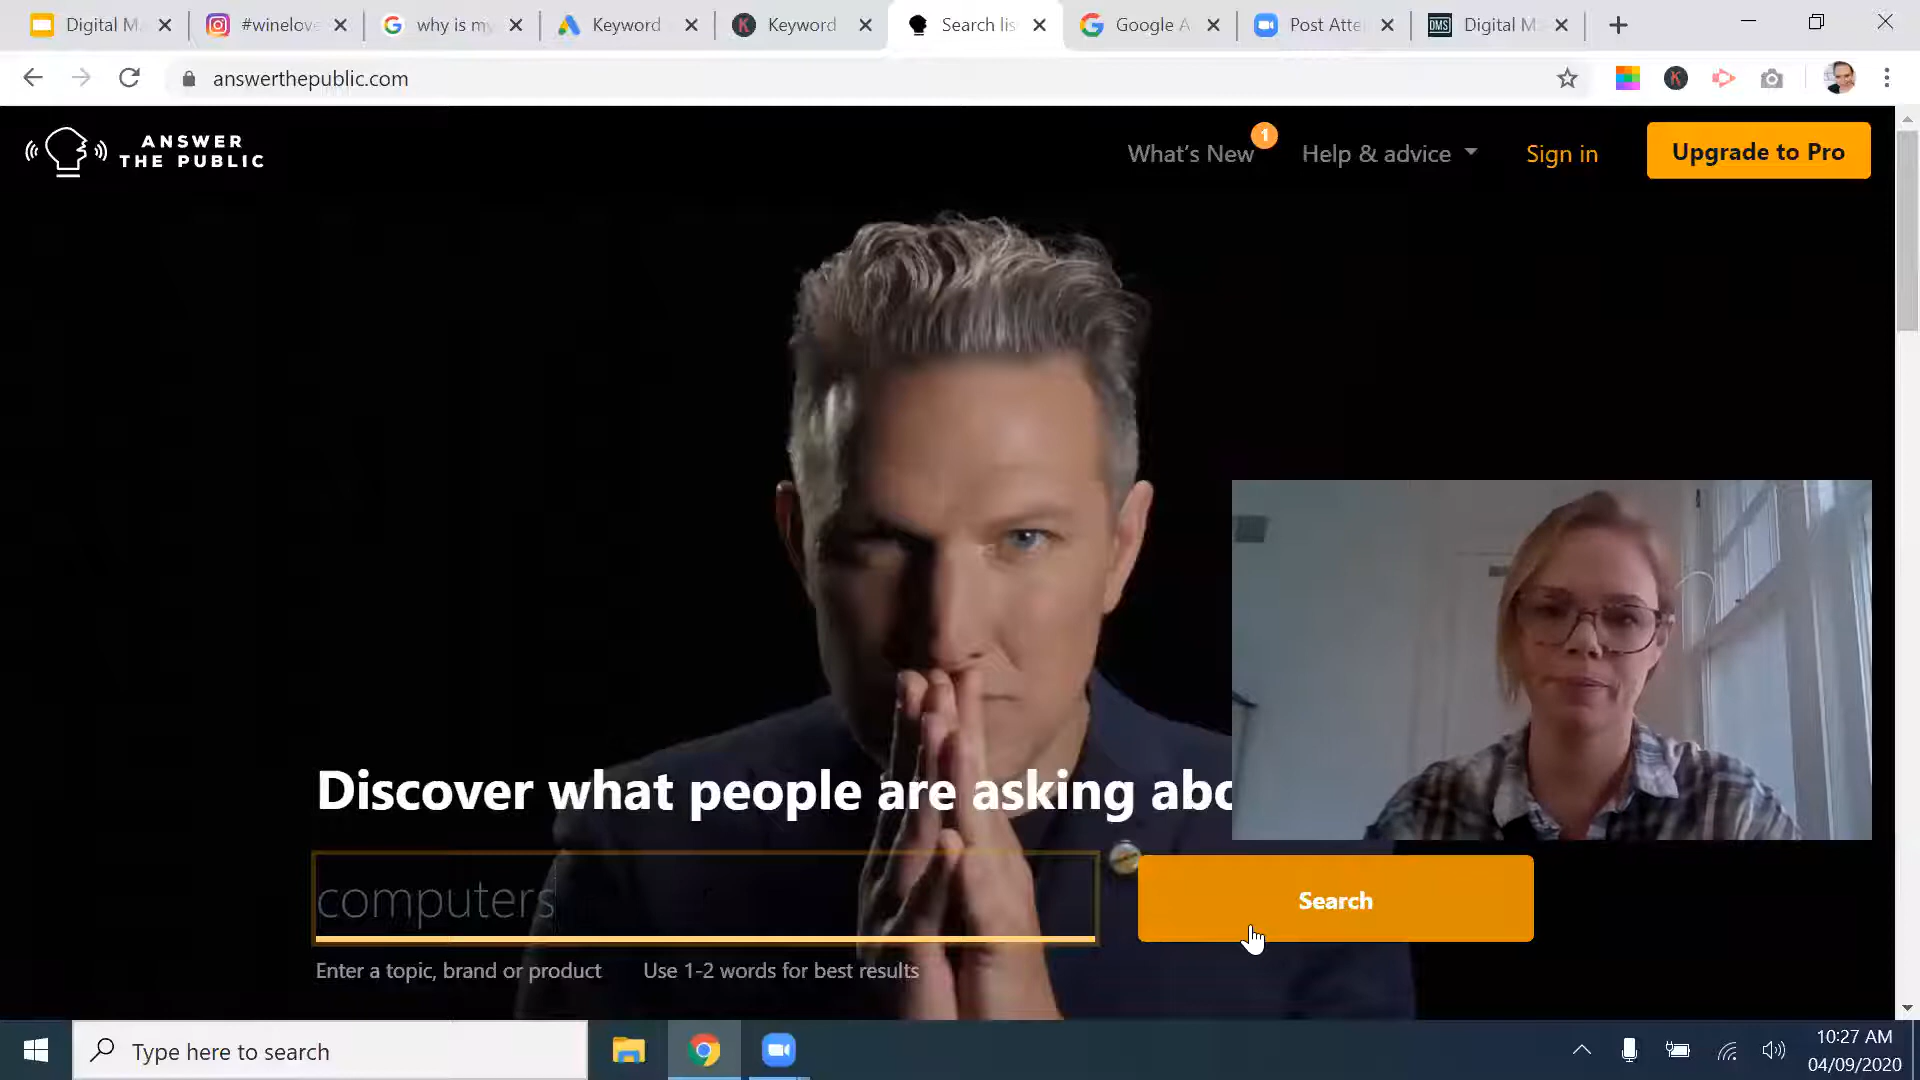 Digital M
#winelove
why is my
Keyword
Keyword
Search lis
Google A
Post Atte
DMS
Digital M
answerthepublic.com
ANSWER
THE PUBLIC
What's New
1
Help & advice
Sign in
Upgrade to Pro
Discover what people are asking abo
computers
Search
Enter a topic, brand or product
Use 1-2 words for best results
Type here to search
10:27 AM
04/09/2020